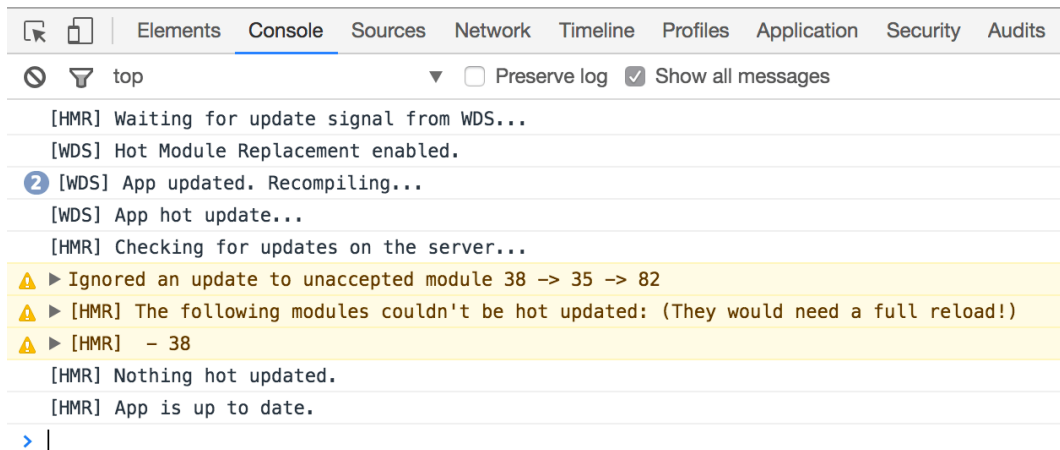 Elements Console Sources Network Timeline Profiles Application Security Audits
top ▼ Preserve log Show all messages
[HMR] Waiting for update signal from WDS...
[WDS] Hot Module Replacement enabled.
2 [WDS] App updated. Recompiling...
[WDS] App hot update...
[HMR] Checking for updates on the server...
Ignored an update to unaccepted module 38 -> 35 -> 82
[HMR] The following modules couldn't be hot updated: (They would need a full reload!)
[HMR]  - 38
[HMR] Nothing hot updated.
[HMR] App is up to date.
>